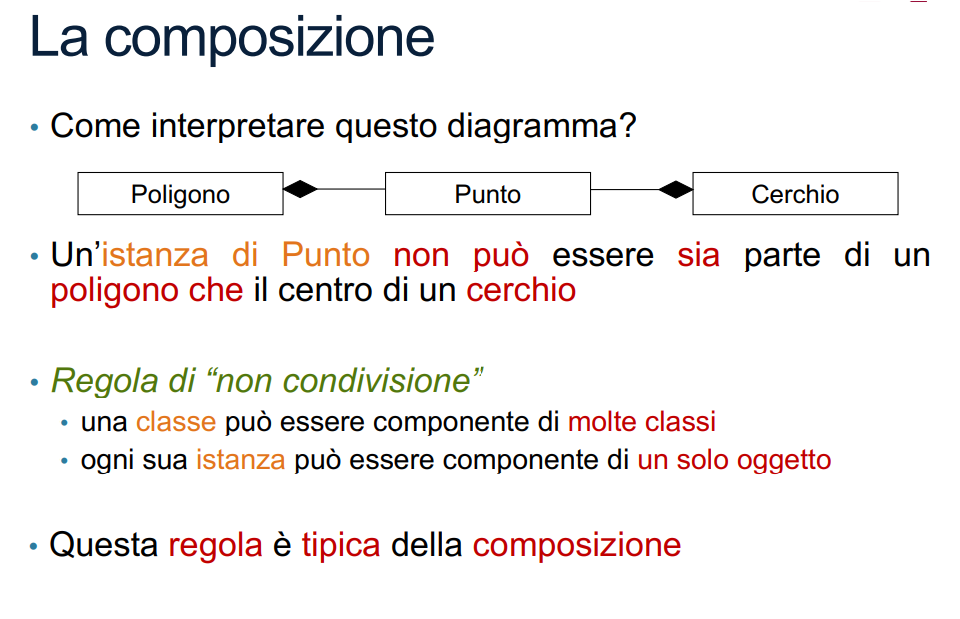 La composizione
• Come interpretare questo diagramma?
Poligono Punto Cerchio
• Un’istanza di Punto non può essere sia parte di un
poligono che il centro di un cerchio
• Regola di “non condivisione”
• una classe può essere componente di molte classi
• ogni sua istanza può essere componente di un solo oggetto
• Questa regola è tipica della composizione